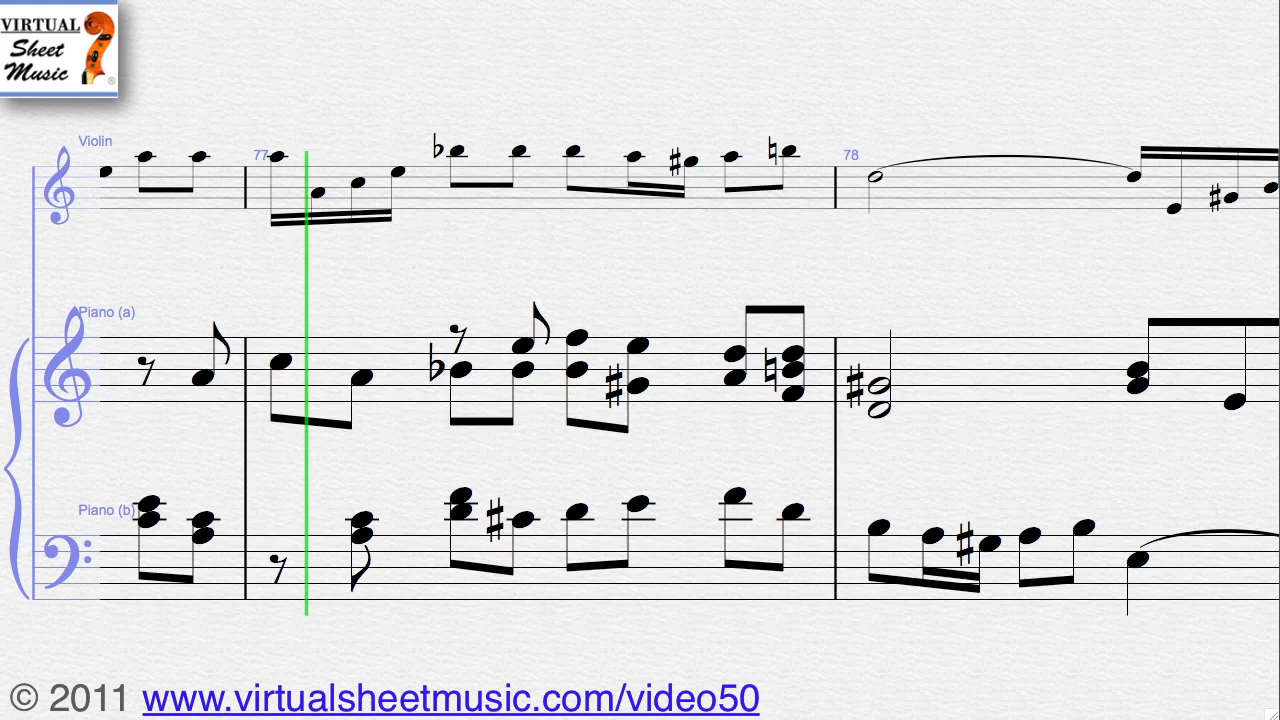 VIRTUAL
Sheet
Music
®
Violin
77
78
Piano (a)
Piano (b)
© 2011 www.virtualsheetmusic.com/video50